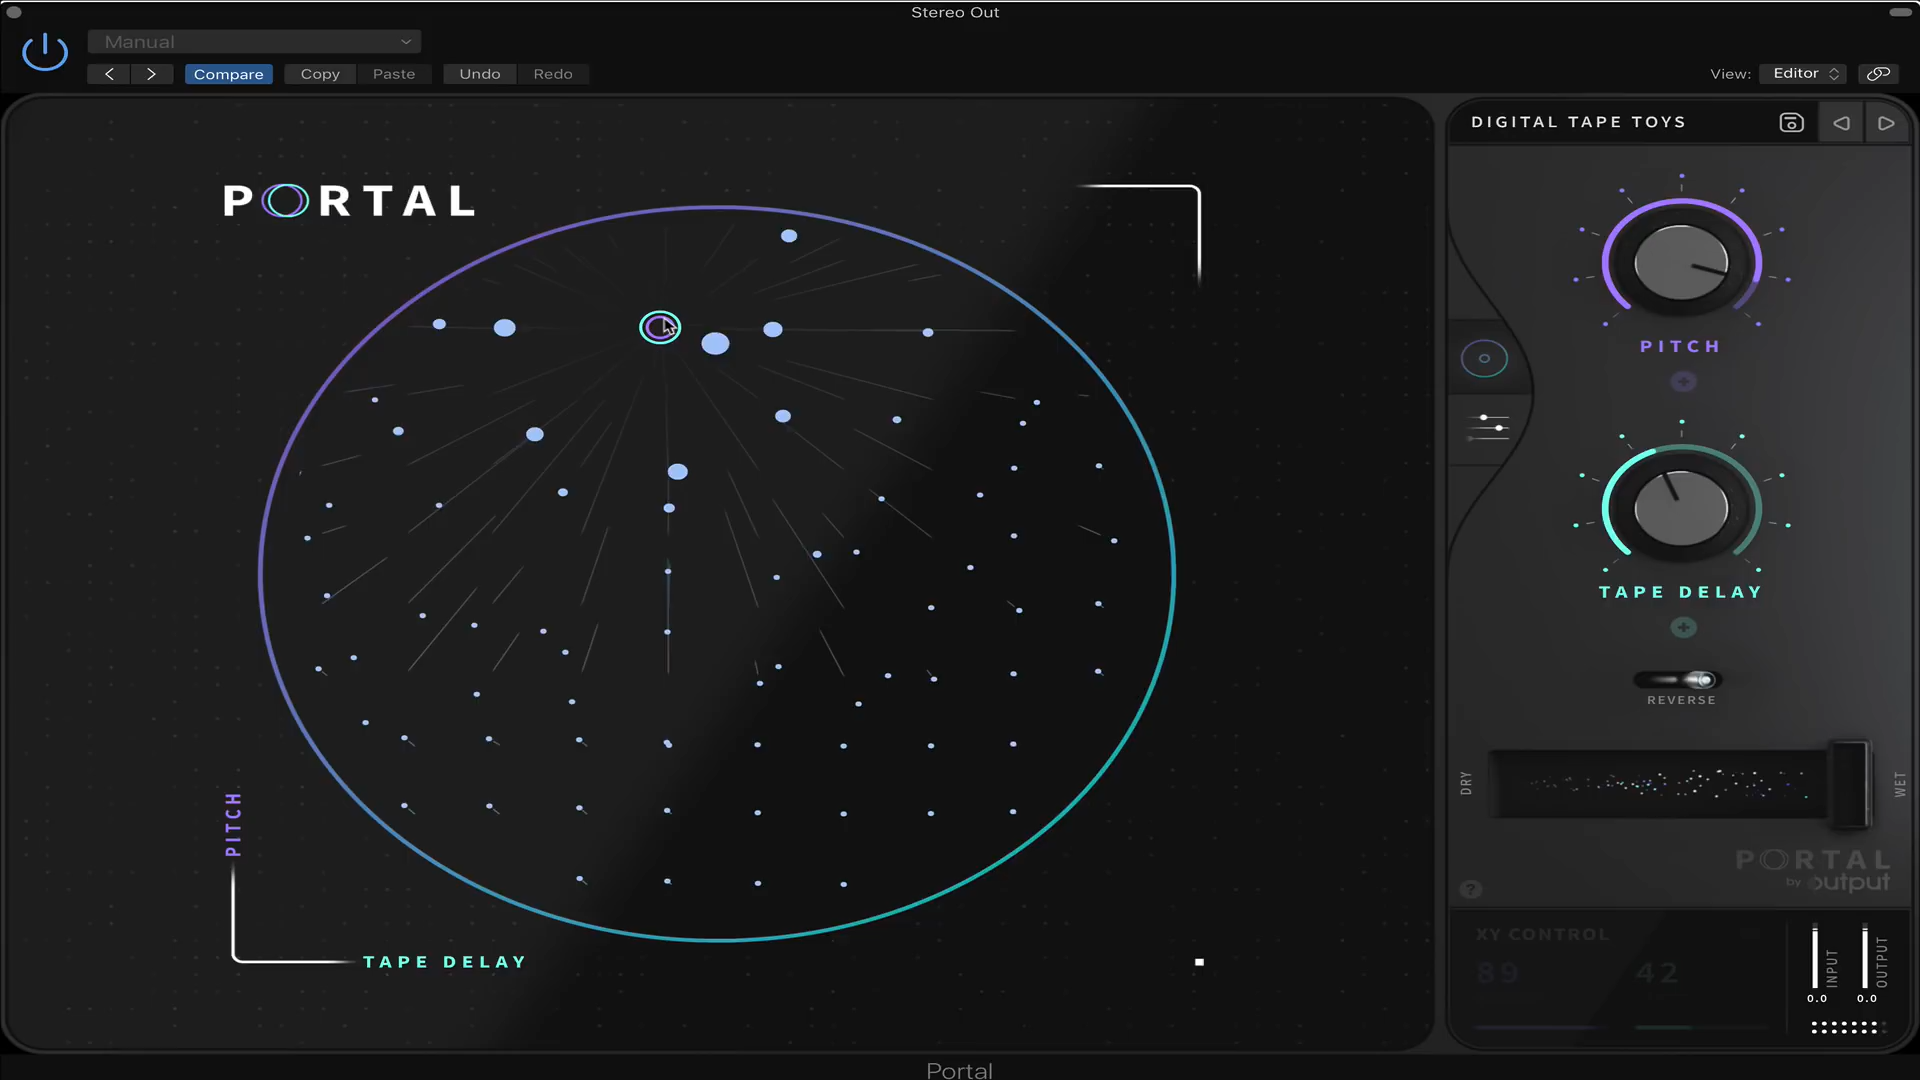 Stereo Out
Manual
Compare
Copy
Paste
Undo
Redo
View:
Editor
PORTAL
DIGITAL TAPE TOYS
PITCH
TAPE DELAY
REVERSE
DRY
WET
PITCH
TAPE DELAY
PORTAL
by output
?
XY CONTROL
89
42
INPUT
OUTPUT
0.0
0.0
Portal